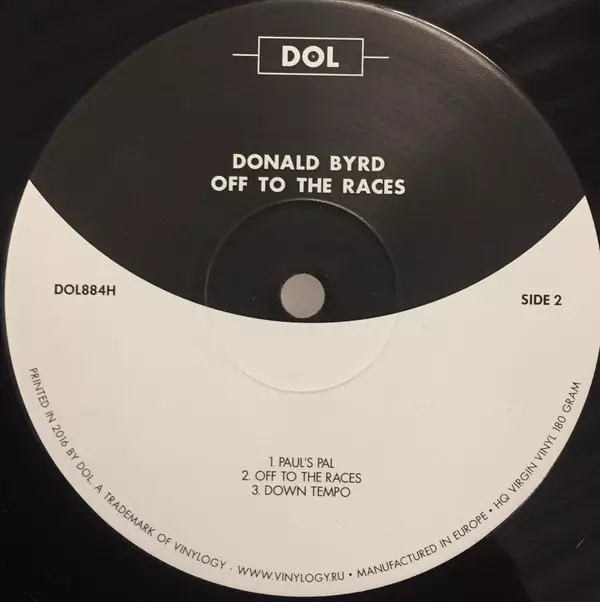 DOL
DONALD BYRD
OFF TO THE RACES
DOL884H
SIDE 2
1. PAUL'S PAL
2. OFF TO THE RACES
3. DOWN TEMPO
PRINTED IN 2016 BY DOL, A TRADEMARK OF VINYLOGY - WWW.VINYLOGY.RU • MANUFACTURED IN EUROPE • HQ VIRGIN VINYL 180 GRAM